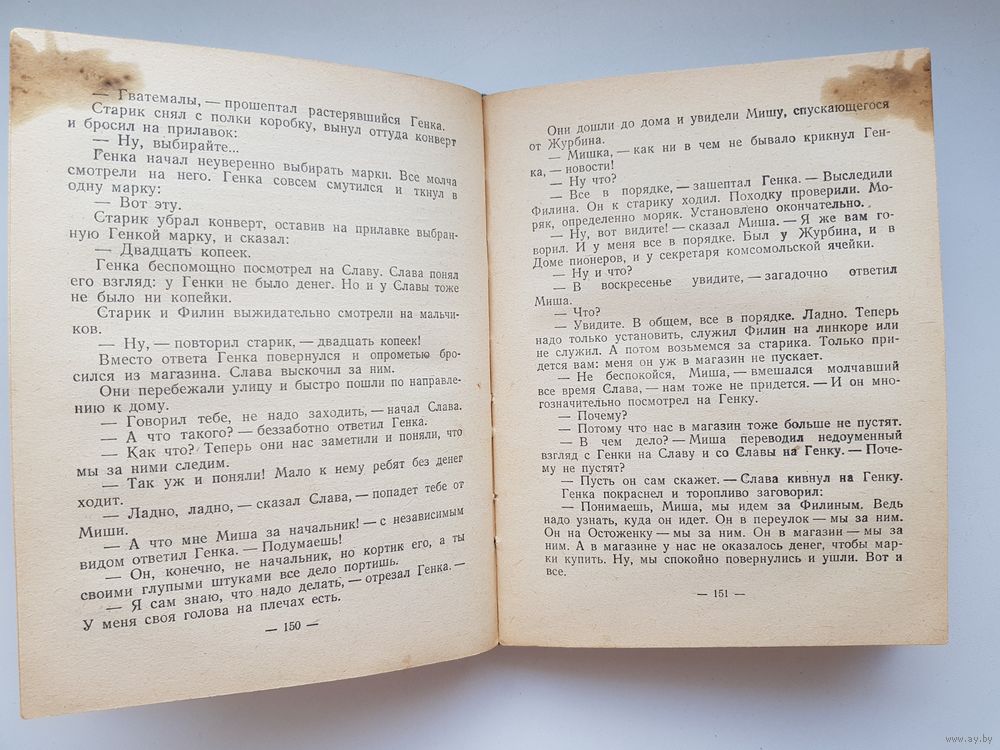 — Гватемалы, — прошептал растерявшийся Генка.
Старик снял с полки коробку, вынул оттуда конверт
и бросил на прилавок:
— Ну, выбирайте...
Генка начал неуверенно выбирать марки. Все молча
смотрели на него. Генка совсем смутился и ткнул в
одну марку:
— Вот эту.
Старик убрал конверт, оставив на прилавке выбран-
ную Генкой марку, и сказал:
— Двадцать копеек.
Генка беспомощно посмотрел на Славу. Слава понял
его взгляд: у Генки не было денег. Но и у Славы тоже
не было ни копейки.
Старик и Филин выжидательно смотрели на мальчи-
ков.
— Ну, — повторил старик, — двадцать копеек!
Вместо ответа Генка повернулся и опрометью бро-
сился из магазина. Слава выскочил за ним.
Они перебежали улицу и быстро пошли по направле-
нию к дому.
— Говорил тебе, не надо заходить, — начал Слава.
— А что такого? — беззаботно ответил Генка.
— Как что? Теперь они нас заметили и поняли, что
мы за ними следим.
— Так уж и поняли! Мало к нему ребят без денег
ходит.
— Ладно, ладно, — сказал Слава, — попадет тебе от
Миши.
— А что мне Миша за начальник! — с независимым
видом ответил Генка. — Подумаешь!
— Он, конечно, не начальник, но кортик его, а ты
своими глупыми штуками все дело портишь.
— Я сам знаю, что надо делать, — отрезал Генка. —
У меня своя голова на плечах есть.
— 150 —
Они дошли до дома и увидели Мишу, спускающегося
от Журбина.
— Мишка, — как ни в чем не бывало крикнул Ген-
ка, — новости!
— Ну что?
— Все в порядке, — зашептал Генка. — Выследили
Филина. Он к старику ходил. Походку проверили. Мо-
ряк, определенно моряк. Установлено окончательно.
— Ну, вот видите! — сказал Миша. — Я же вам го-
ворил. И у меня все в порядке. Был у Журбина, и в
Доме пионеров, и у секретаря комсомольской ячейки.
— Ну и что?
— В воскресенье увидите, — загадочно ответил
Миша.
— Что?
— Увидите. В общем, все в порядке. Ладно. Теперь
надо только установить, служил Филин на линкоре или
не служил. А потом возьмемся за старика. Только при-
дется вам: меня он уж в магазин не пускает.
— Не беспокойся, Миша, — вмешался молчавший
все время Слава, — нам тоже не придется. — И он мно-
гозначительно посмотрел на Генку.
— Почему?
— Потому что нас в магазин тоже больше не пустят.
— В чем дело? — Миша переводил недоуменный
взгляд с Генки на Славу и со Славы на Генку. — Поче-
му не пустят?
— Пусть он сам скажет. — Слава кивнул на Генку.
Генка покраснел и торопливо заговорил:
— Понимаешь, Миша, мы идем за Филиным. Ведь
надо узнать, куда он идет. Он в переулок — мы за ним.
Он на Остоженку — мы за ним. Он в магазин — мы за
ним. А в магазине у нас не оказалось денег, чтобы мар-
ки купить. Ну, мы спокойно повернулись и ушли. Вот и
все.
— 151 —
www.ay.by